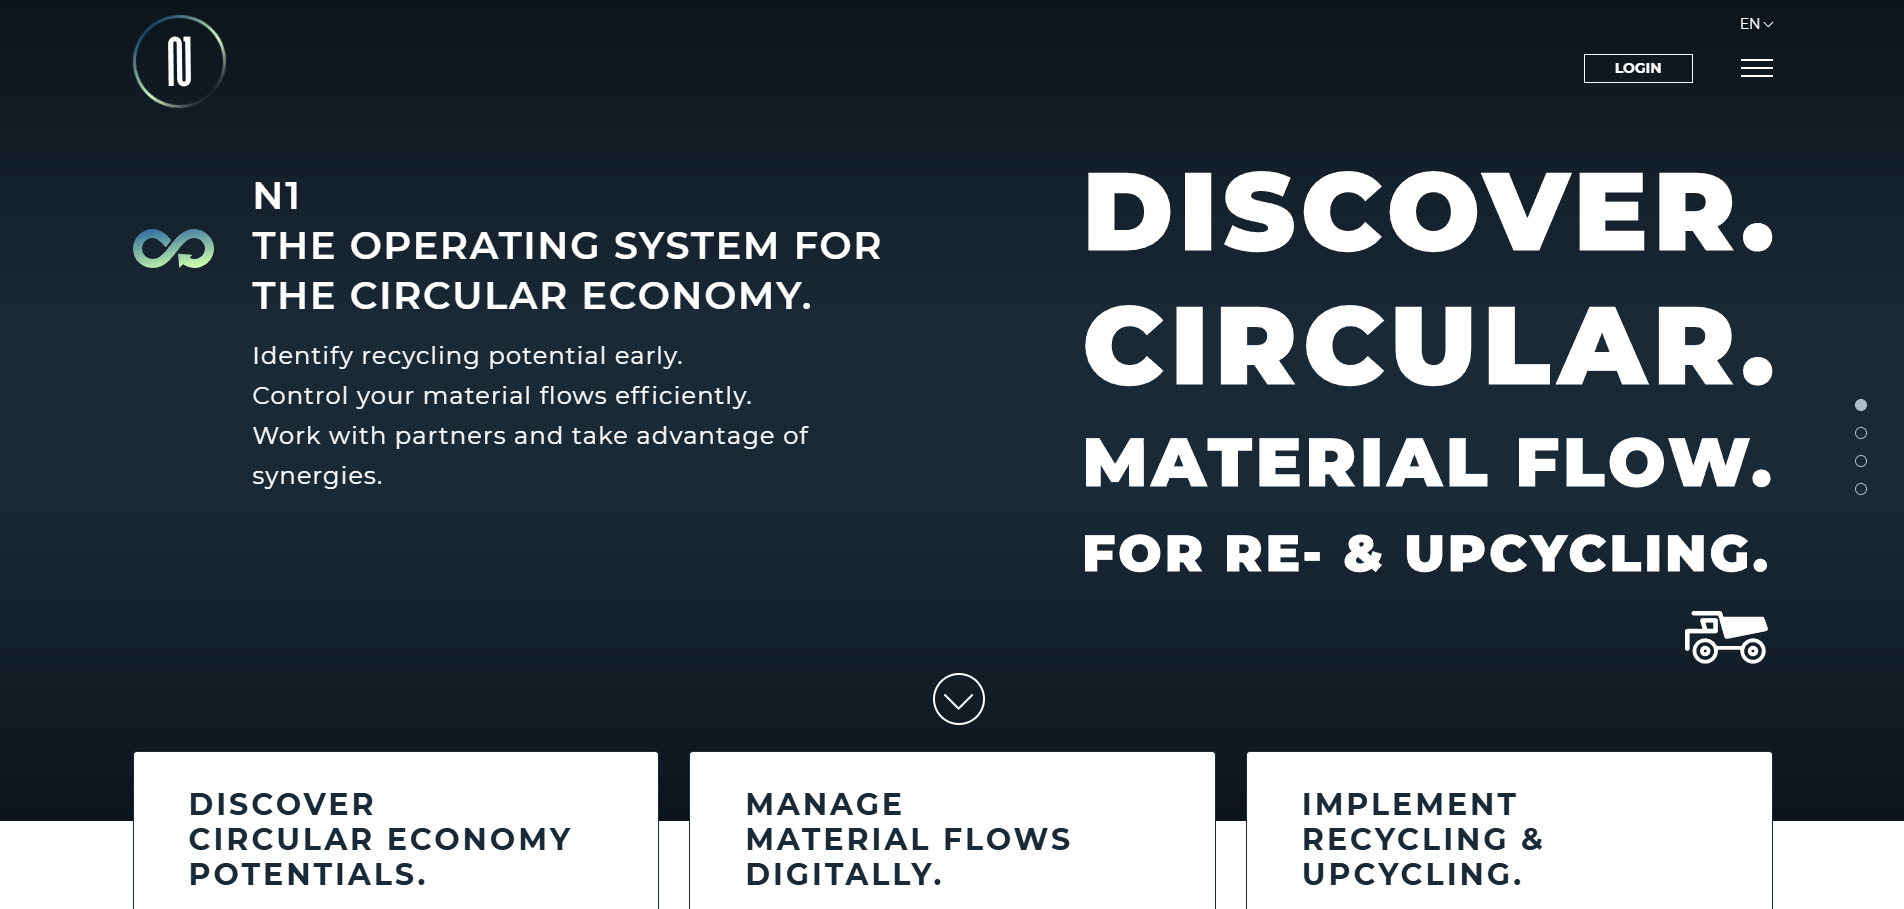 N1
EN
LOGIN
N1
THE OPERATING SYSTEM FOR
THE CIRCULAR ECONOMY.
Identify recycling potential early.
Control your material flows efficiently.
Work with partners and take advantage of
synergies.
DISCOVER.
CIRCULAR.
MATERIAL FLOW.
FOR RE- & UPCYCLING.
DISCOVER
CIRCULAR ECONOMY
POTENTIALS.
MANAGE
MATERIAL FLOWS
DIGITALLY.
IMPLEMENT
RECYCLING &
UPCYCLING.